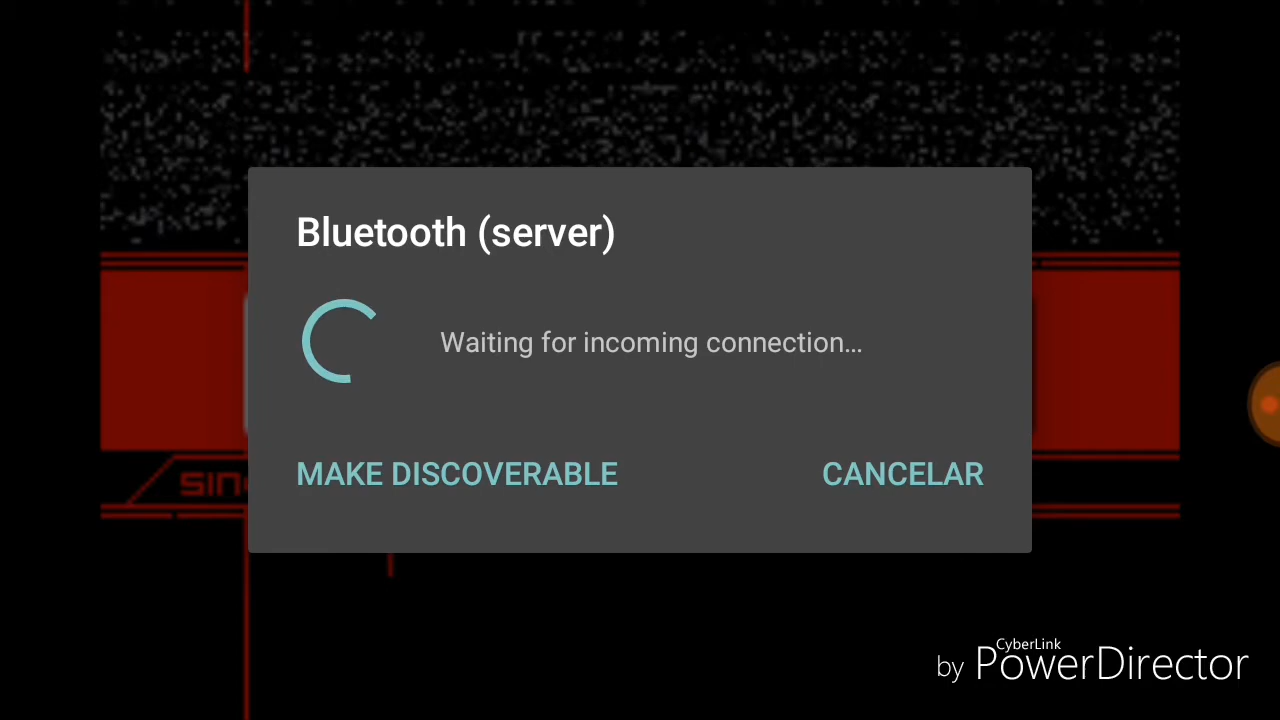 Bluetooth (server)
Waiting for incoming connection...
MAKE DISCOVERABLE
CANCELAR
CyberLink
by PowerDirector